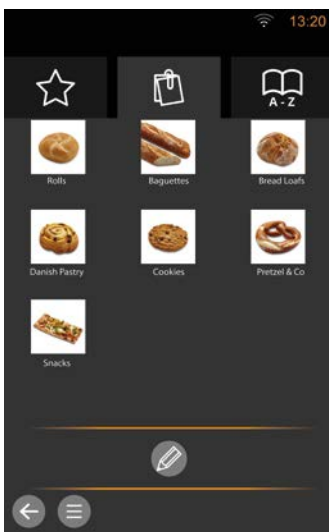 13:20
A - Z
Rolls
Baguettes
Bread Loafs
Danish Pastry
Cookies
Pretzel & Co
Snacks